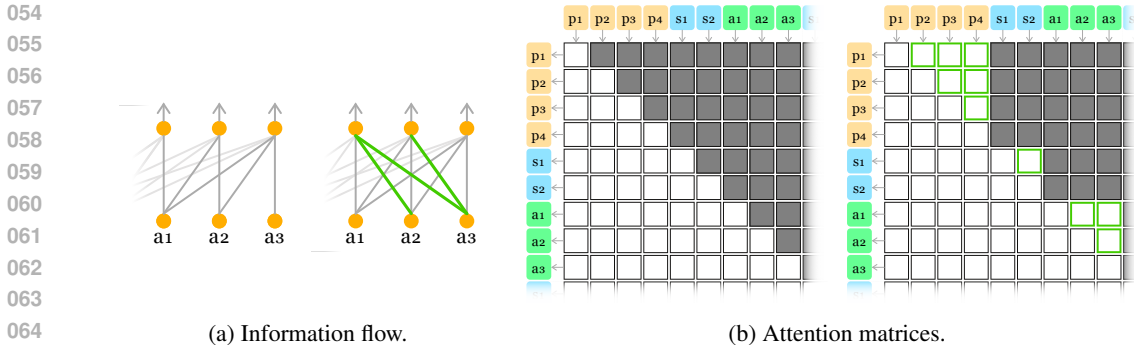 054
055
056
057
058
059
060
061
062
063
064
a1 a2 a3
a1 a2 a3
(a) Information flow.
p1 p2 p3 p4 s1 s2 a1 a2 a3
p1
p2
p3
p4
s1
s2
a1
a2
a3
p1 p2 p3 p4 s1 s2 a1 a2 a3
p1
p2
p3
p4
s1
s2
a1
a2
a3
(b) Attention matrices.